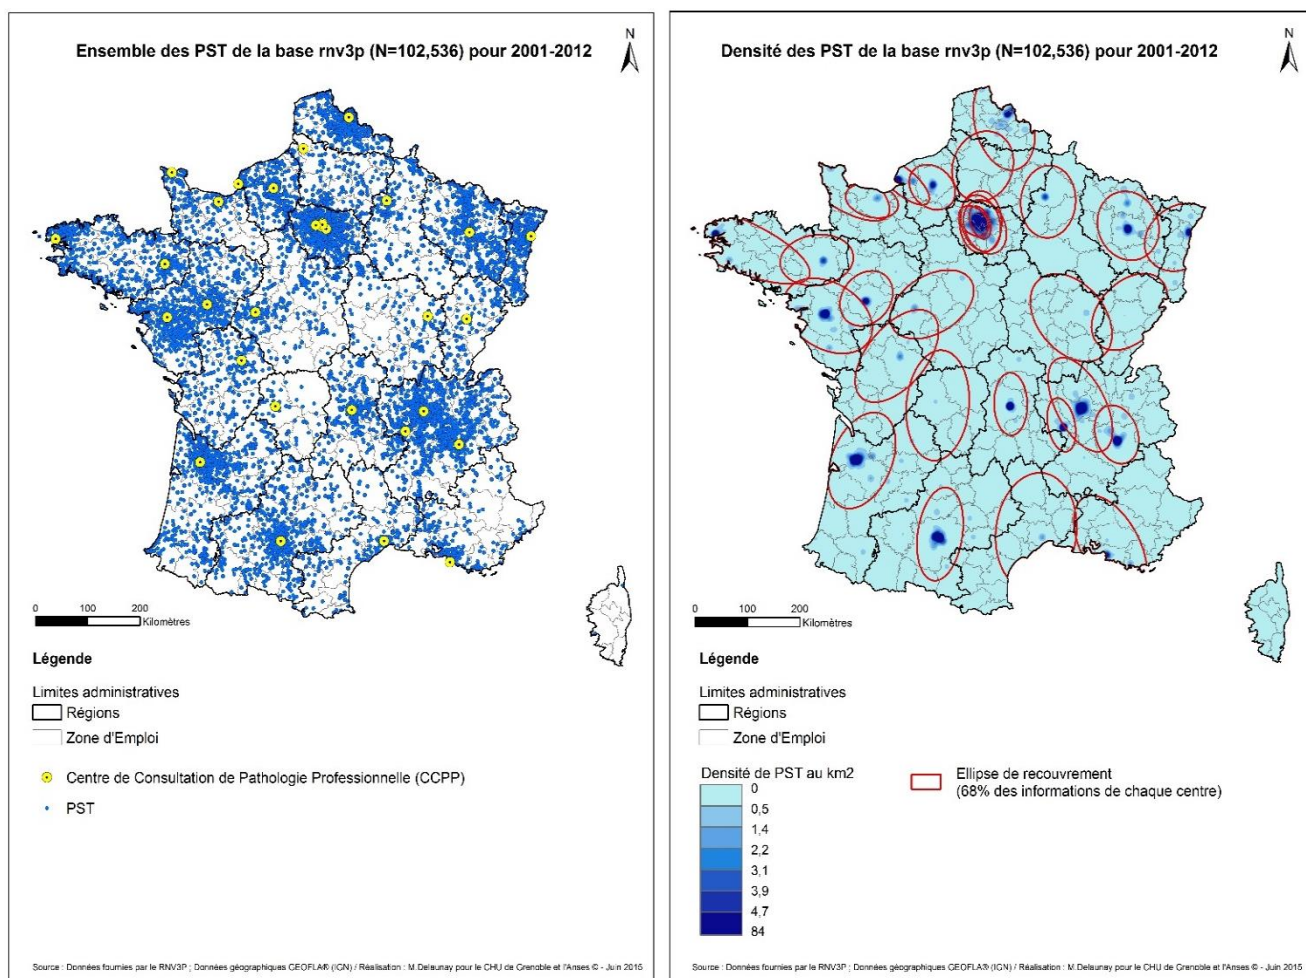 Ensemble des PST de la base rnv3p (N=102,536) pour 2001-2012
N
0 100 200
Kilomètres
Légende
Limites administratives
Régions
Zone d'Emploi
Centre de Consultation de Pathologie Professionnelle (CCPP)
PST
Source : Données fournies par le RNV3P ; Données géographiques GEOFLA® (IGN) / Réalisation : M.Delaunay pour le CHU de Grenoble et l'Anses © - Juin 2015
Densité des PST de la base rnv3p (N=102,536) pour 2001-2012
N
0 100 200
Kilomètres
Légende
Limites administratives
Régions
Zone d'Emploi
Densité de PST au km2
0
0,5
1,4
2,2
3,1
3,9
4,7
84
Ellipse de recouvrement
(68% des informations de chaque centre)
Source : Données fournies par le RNV3P ; Données géographiques GEOFLA® (IGN) / Réalisation : M.Delaunay pour le CHU de Grenoble et l'Anses © - Juin 2015